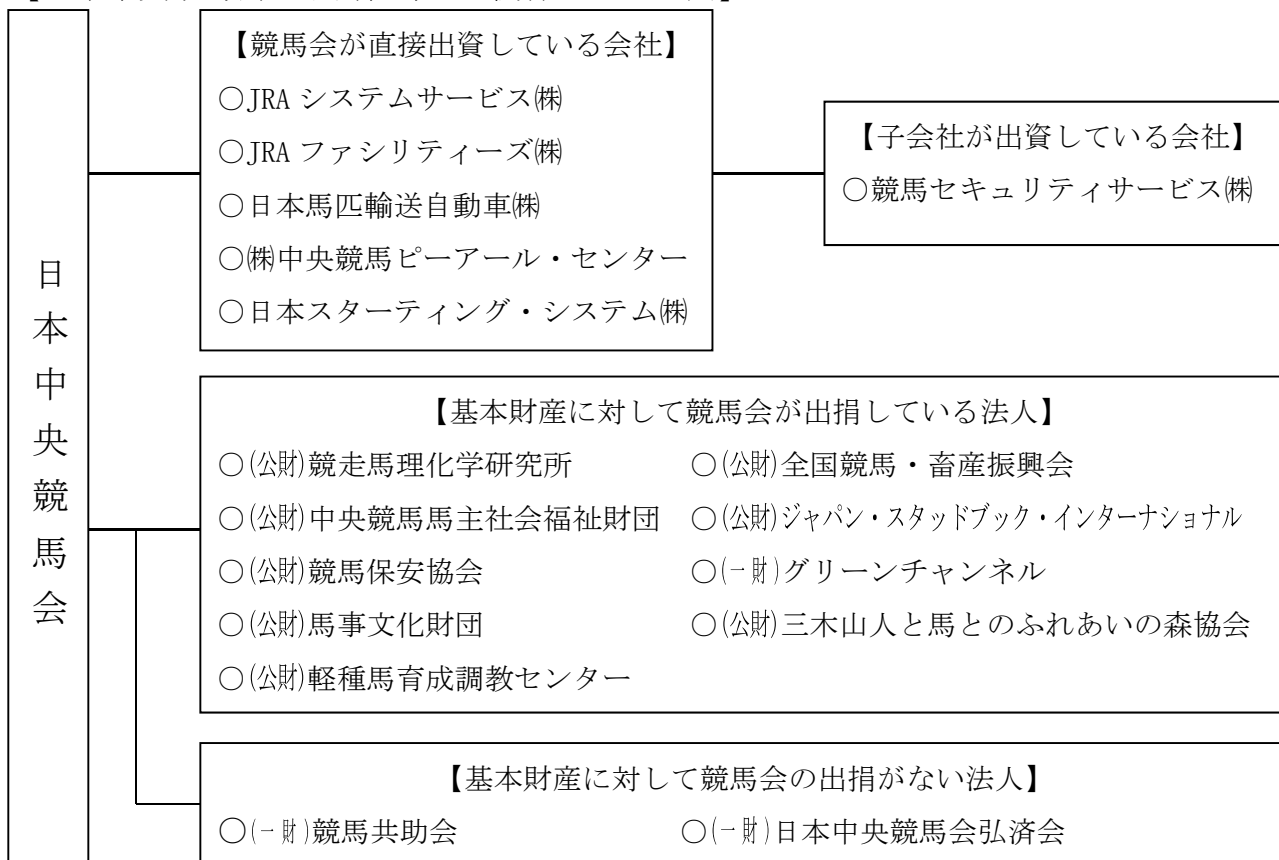 日本中央競馬会
【競馬会が直接出資している会社】
○JRA システムサービス㈱
○JRA ファシリティーズ㈱
○日本馬匹輸送自動車㈱
○㈱中央競馬ピーアール・センター
○日本スターティング・システム㈱
【子会社が出資している会社】
○競馬セキュリティサービス㈱
【基本財産に対して競馬会が出捐している法人】
○(公財)競走馬理化学研究所 ○(公財)全国競馬・畜産振興会
○(公財)中央競馬馬主社会福祉財団 ○(公財)ジャパン・スタッドブック・インターナショナル
○(公財)競馬保安協会 ○(一財)グリーンチャンネル
○(公財)馬事文化財団 ○(公財)三木山人と馬とのふれあいの森協会
○(公財)軽種馬育成調教センター
【基本財産に対して競馬会の出捐がない法人】
○(一財)競馬共助会 ○(一財)日本中央競馬会弘済会